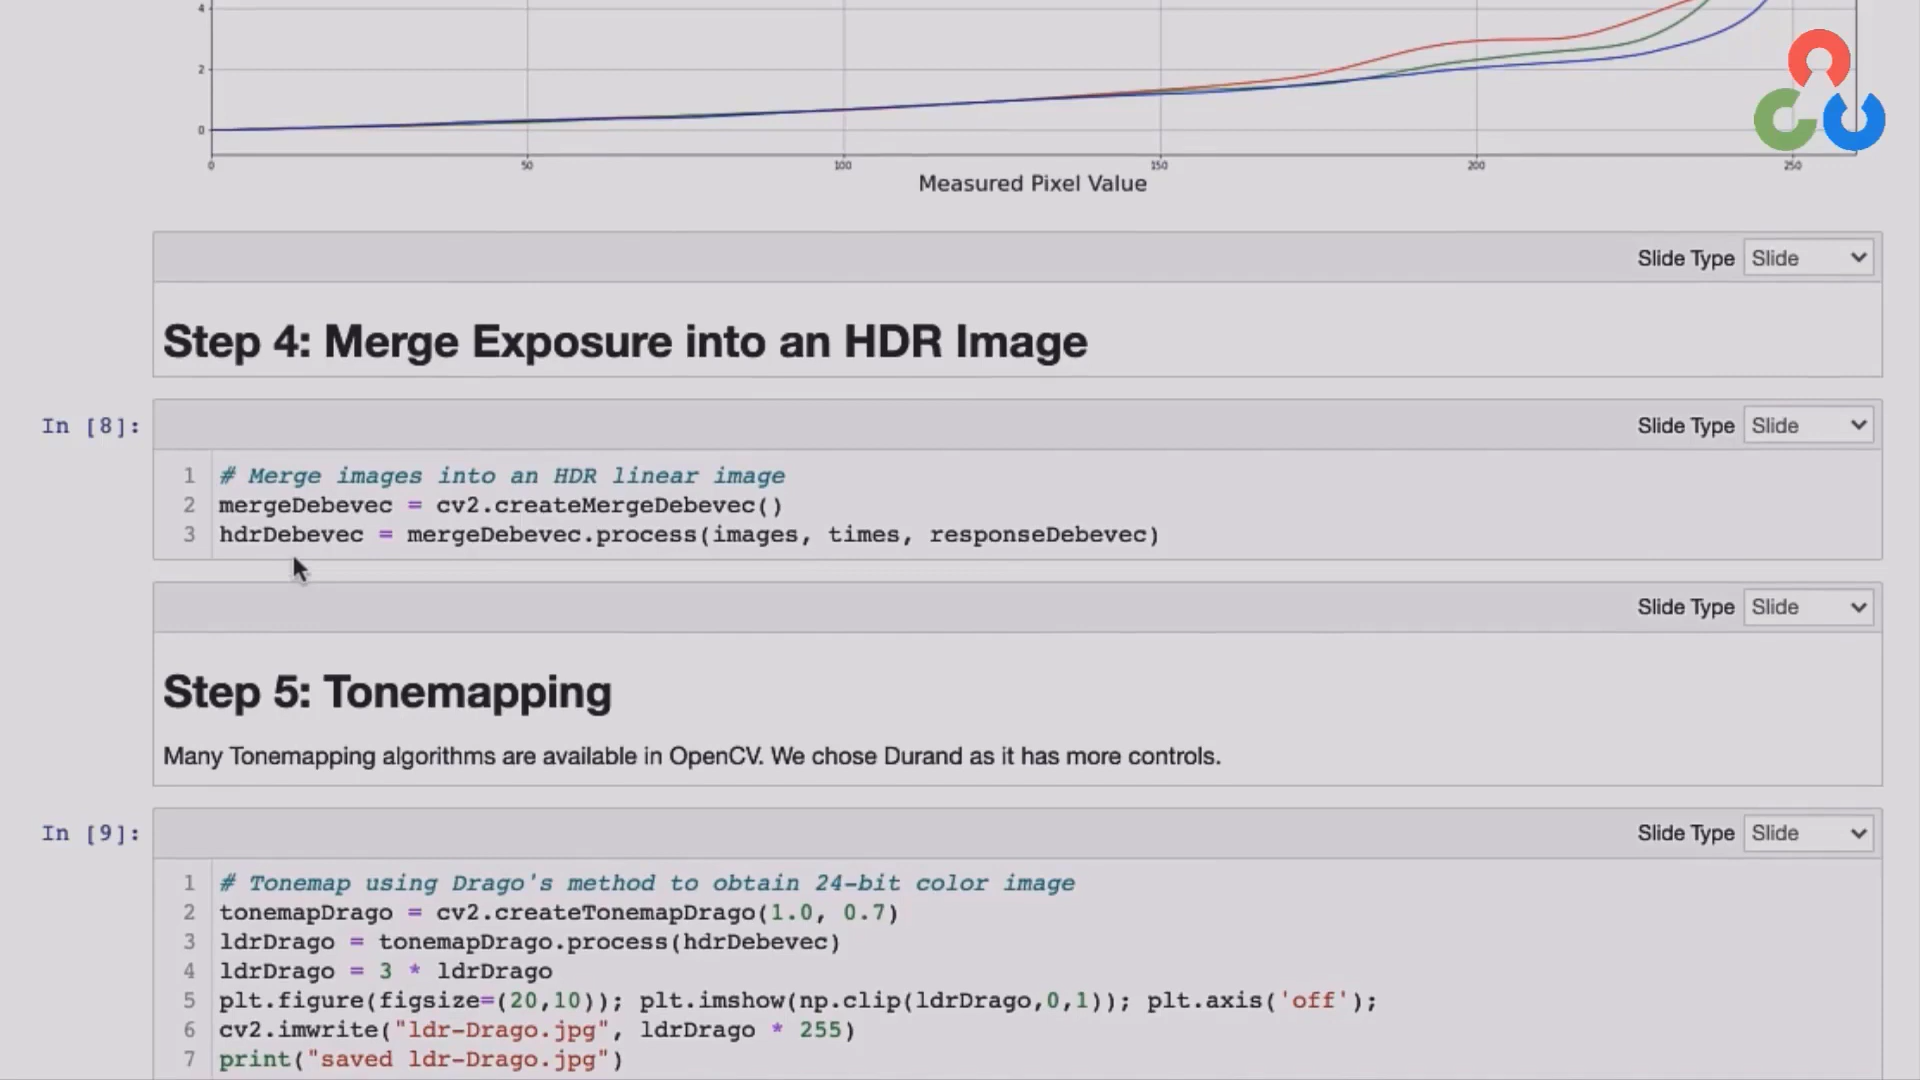 4
2
0
0 50 100 150 200 250
Measured Pixel Value
Slide Type Slide
Step 4: Merge Exposure into an HDR Image
In [8]:
Slide Type Slide
1 # Merge images into an HDR linear image
2 mergeDebevec = cv2.createMergeDebevec()
3 hdrDebevec = mergeDebevec.process(images, times, responseDebevec)
Slide Type Slide
Step 5: Tonemapping
Many Tonemapping algorithms are available in OpenCV. We chose Durand as it has more controls.
In [9]:
Slide Type Slide
1 # Tonemap using Drago's method to obtain 24-bit color image
2 tonemapDrago = cv2.createTonemapDrago(1.0, 0.7)
3 ldrDrago = tonemapDrago.process(hdrDebevec)
4 ldrDrago = 3 * ldrDrago
5 plt.figure(figsize=(20,10)); plt.imshow(np.clip(ldrDrago,0,1)); plt.axis('off');
6 cv2.imwrite("ldr-Drago.jpg", ldrDrago * 255)
7 print("saved ldr-Drago.jpg")